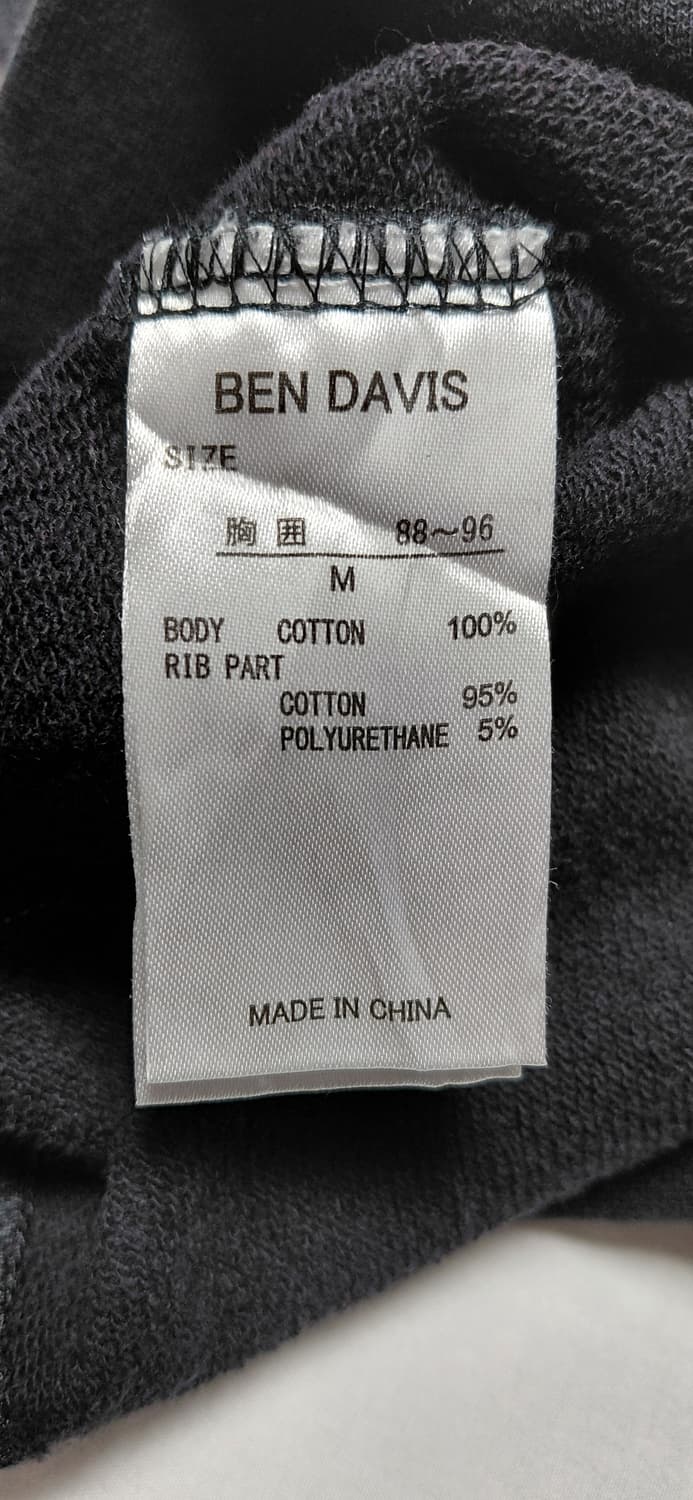 BEN DAVIS
SIZE
胸囲 88～96
M
BODY COTTON 100%
RIB PART
COTTON 95%
POLYURETHANE 5%
MADE IN CHINA